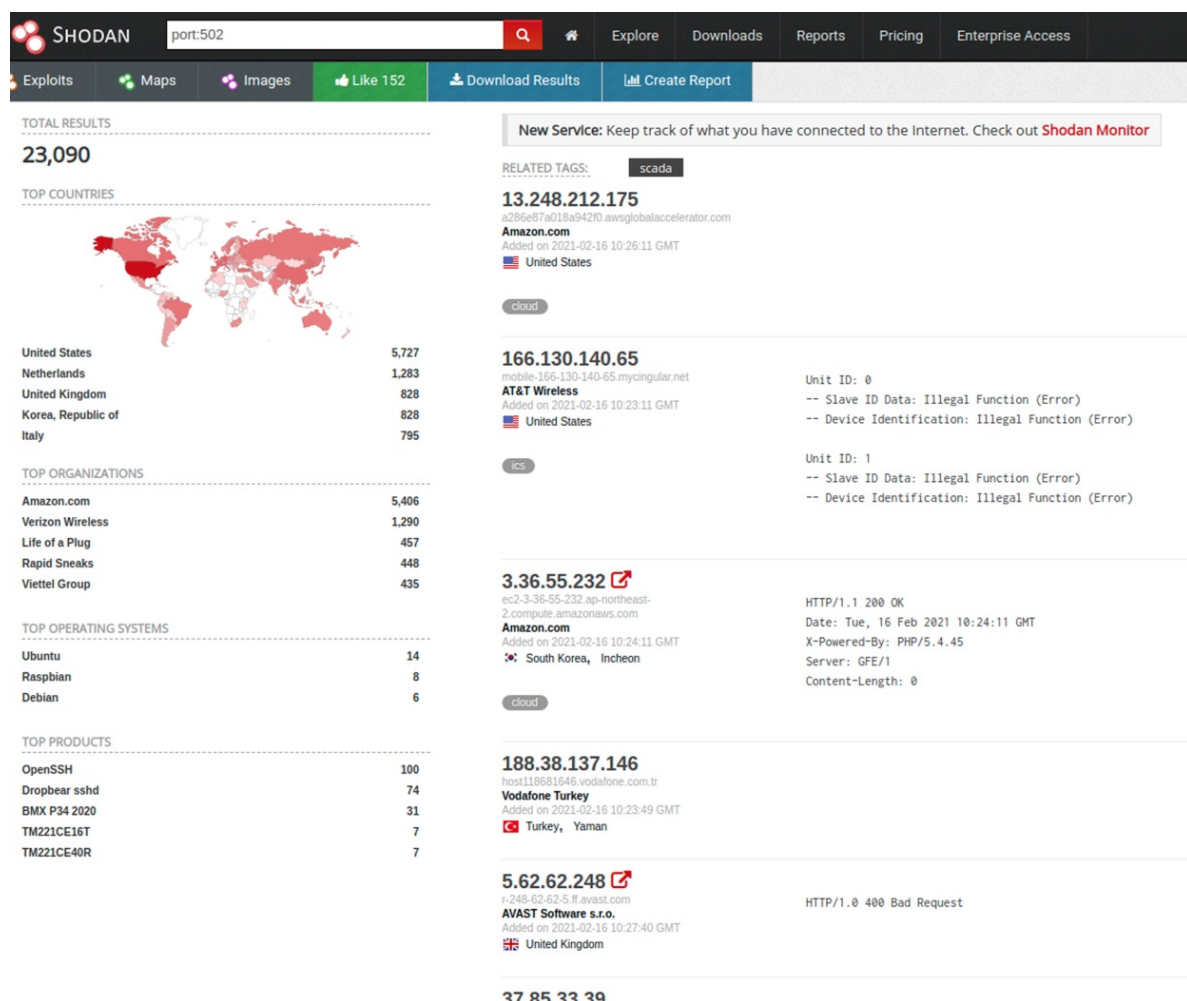 SHODAN
port:502
Explore
Downloads
Reports
Pricing
Enterprise Access
Exploits
Maps
Images
Like 152
Download Results
Create Report
TOTAL RESULTS
23,090
TOP COUNTRIES
United States 5,727
Netherlands 1,283
United Kingdom 828
Korea, Republic of 828
Italy 795
TOP ORGANIZATIONS
Amazon.com 5,406
Verizon Wireless 1,290
Life of a Plug 457
Rapid Sneaks 448
Viettel Group 435
TOP OPERATING SYSTEMS
Ubuntu 14
Raspbian 8
Debian 6
TOP PRODUCTS
OpenSSH 100
Dropbear sshd 74
BMX P34 2020 31
TM221CE16T 7
TM221CE40R 7
New Service: Keep track of what you have connected to the Internet. Check out Shodan Monitor
RELATED TAGS: scada
13.248.212.175
a286e87a018a942f0.awsglobalaccelerator.com
Amazon.com
Added on 2021-02-16 10:26:11 GMT
United States
cloud
166.130.140.65
mobile-166-130-140-65.mycingular.net
AT&T Wireless
Added on 2021-02-16 10:23:11 GMT
United States
ics
Unit ID: 0
-- Slave ID Data: Illegal Function (Error)
-- Device Identification: Illegal Function (Error)
Unit ID: 1
-- Slave ID Data: Illegal Function (Error)
-- Device Identification: Illegal Function (Error)
3.36.55.232
ec2-3-36-55-232.ap-northeast-
2.compute.amazonaws.com
Amazon.com
Added on 2021-02-16 10:24:11 GMT
South Korea, Incheon
cloud
HTTP/1.1 200 OK
Date: Tue, 16 Feb 2021 10:24:11 GMT
X-Powered-By: PHP/5.4.45
Server: GFE/1
Content-Length: 0
188.38.137.146
host118681646.vodafone.com.tr
Vodafone Turkey
Added on 2021-02-16 10:23:49 GMT
Turkey, Yaman
5.62.62.248
r-248-62-62-5.ff.avast.com
AVAST Software s.r.o.
Added on 2021-02-16 10:27:40 GMT
United Kingdom
HTTP/1.0 400 Bad Request
37.85.33.39